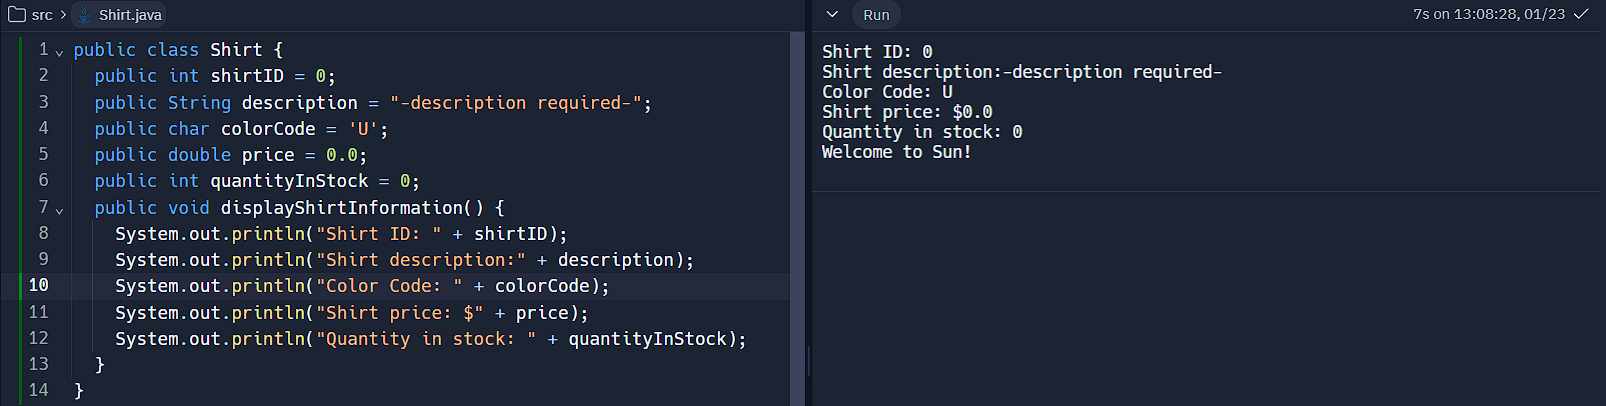 src > Shirt.java
1 public class Shirt {
2 public int shirtID = 0;
3 public String description = "-description required-";
4 public char colorCode = 'U';
5 public double price = 0.0;
6 public int quantityInStock = 0;
7 public void displayShirtInformation() {
8 System.out.println("Shirt ID: " + shirtID);
9 System.out.println("Shirt description:" + description);
10 System.out.println("Color Code: " + colorCode);
11 System.out.println("Shirt price: $" + price);
12 System.out.println("Quantity in stock: " + quantityInStock);
13 }
14 }
Run
7s on 13:08:28, 01/23
Shirt ID: 0
Shirt description:-description required-
Color Code: U
Shirt price: $0.0
Quantity in stock: 0
Welcome to Sun!